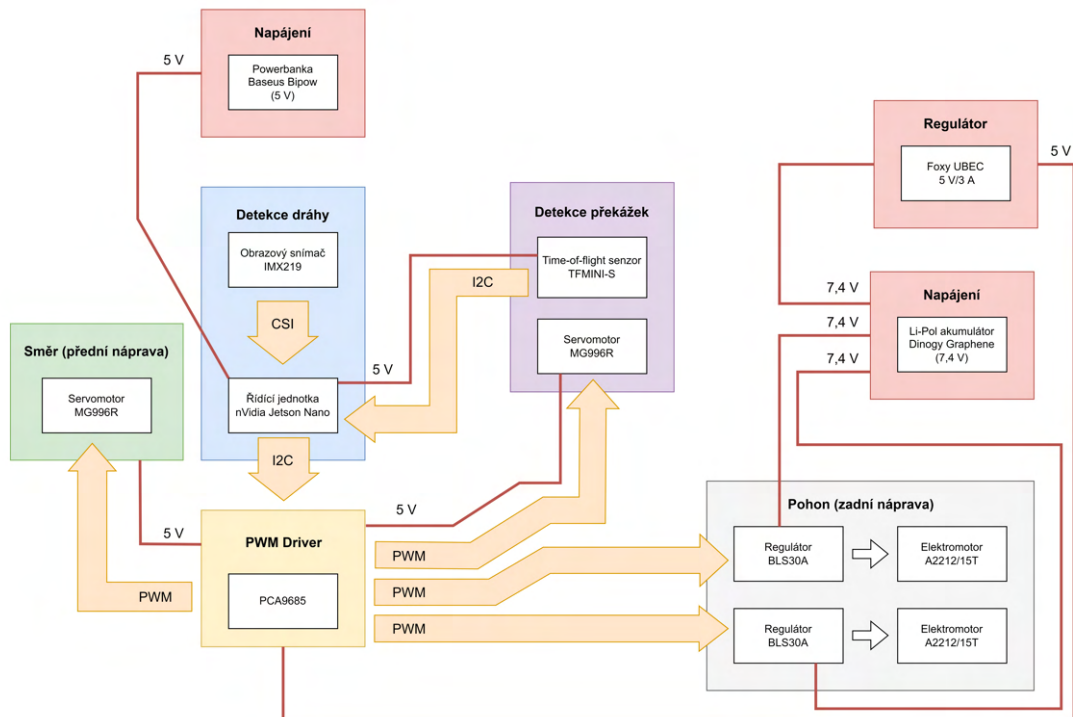 Napájení
5 V
Powerbanka
Baseus Bipow
(5 V)
Regulátor
5 V
Foxy UBEC
5 V/3 A
Detekce dráhy
Obrazový snímač
IMX219
CSI
Řídící jednotka
nVidia Jetson Nano
I2C
Detekce překážek
Time-of-flight senzor
TFMINI-S
I2C
Servomotor
MG996R
5 V
7,4 V
7,4 V
7,4 V
Napájení
Li-Pol akumulátor
Dinogy Graphene
(7,4 V)
Směr (přední náprava)
Servomotor
MG996R
5 V
PWM
PWM Driver
PCA9685
5 V
PWM
PWM
PWM
Pohon (zadní náprava)
Regulátor
BLS30A
Elektromotor
A2212/15T
Regulátor
BLS30A
Elektromotor
A2212/15T